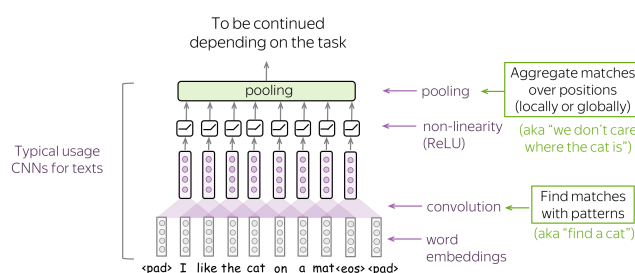 To be continued
depending on the task
pooling
pooling
Aggregate matches
over positions
(locally or globally)
(aka "we don't care
where the cat is")
non-linearity
(ReLU)
Typical usage
CNNs for texts
convolution
Find matches
with patterns
(aka "find a cat")
word
embeddings
<pad> I like the cat on a mat <eos> <pad>